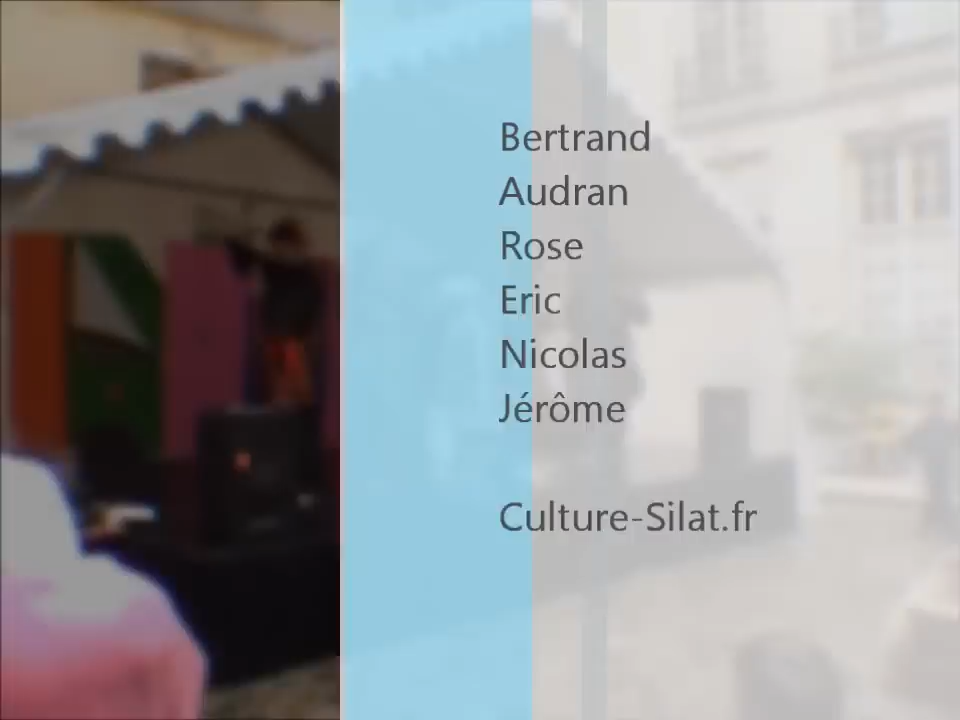 Bertrand
Audran
Rose
Eric
Nicolas
Jérôme
Culture-Silat.fr